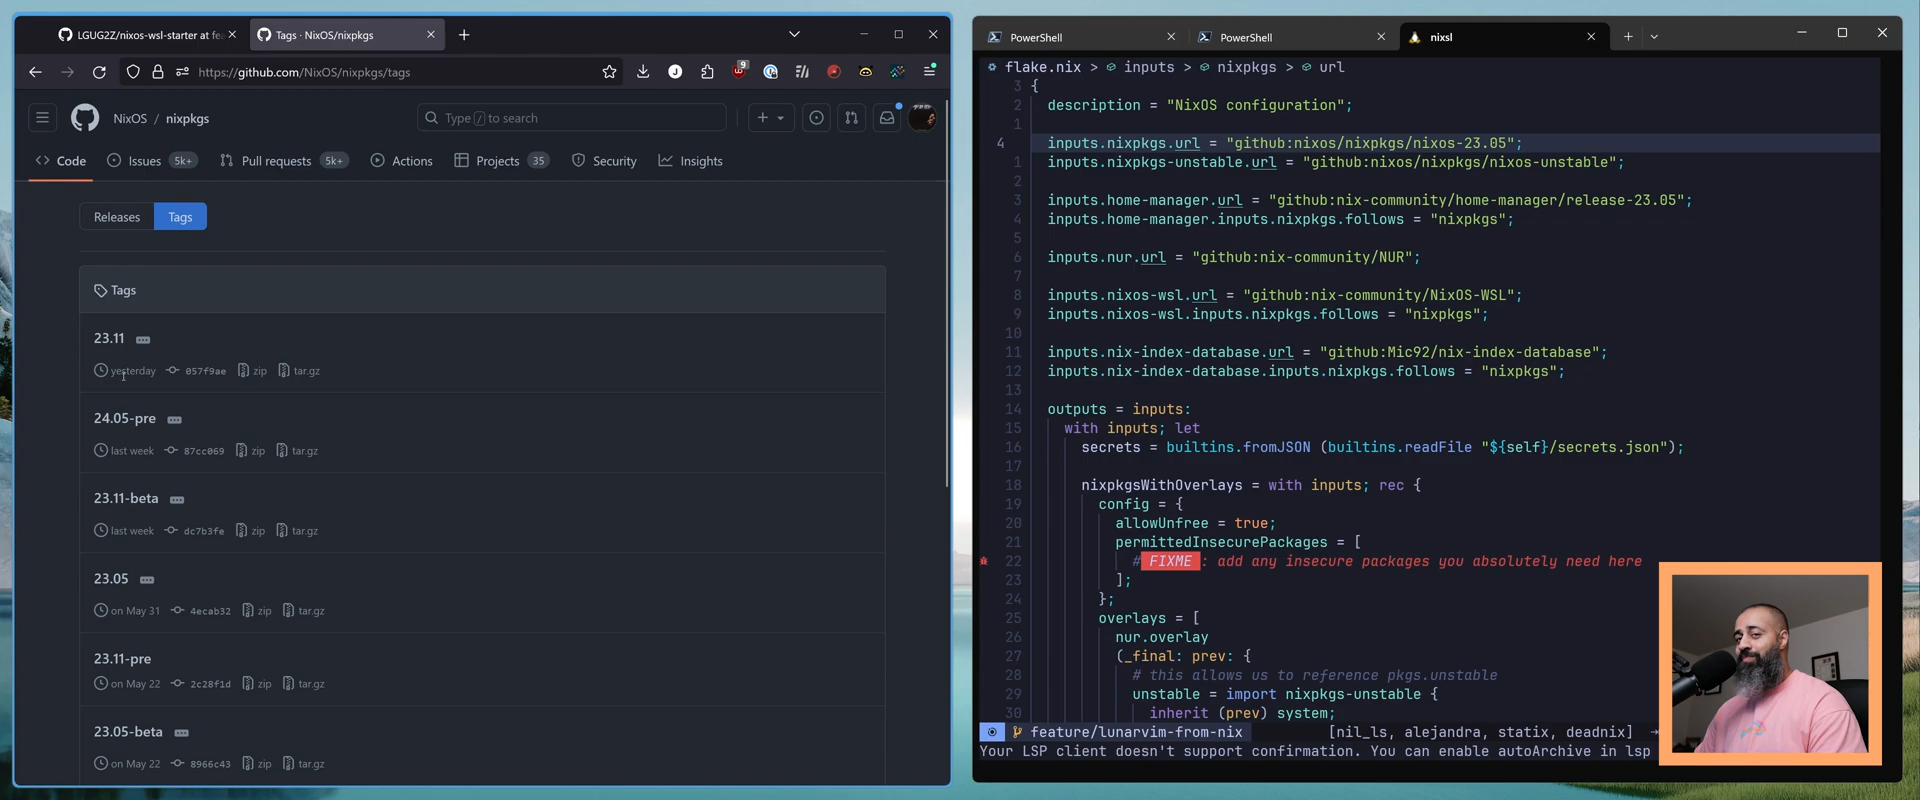 LGUG2Z/nixos-wsl-starter at fea
Tags · NixOS/nixpkgs
https://github.com/NixOS/nixpkgs/tags
J
9
NixOS / nixpkgs
Type / to search
Code
Issues 5k+
Pull requests 5k+
Actions
Projects 35
Security
Insights
Releases
Tags
Tags
23.11
yesterday 057f9ae zip tar.gz
24.05-pre
last week 87cc069 zip tar.gz
23.11-beta
last week dc7b3fe zip tar.gz
23.05
on May 31 4ecab32 zip tar.gz
23.11-pre
on May 22 2c28f1d zip tar.gz
23.05-beta
on May 22 8966c43 zip tar.gz
PowerShell
PowerShell
nixsl
flake.nix > inputs > nixpkgs > url
3 {
2 description = "NixOS configuration";
1
4 inputs.nixpkgs.url = "github:nixos/nixpkgs/nixos-23.05";
1 inputs.nixpkgs-unstable.url = "github:nixos/nixpkgs/nixos-unstable";
2
3 inputs.home-manager.url = "github:nix-community/home-manager/release-23.05";
4 inputs.home-manager.inputs.nixpkgs.follows = "nixpkgs";
5
6 inputs.nur.url = "github:nix-community/NUR";
7
8 inputs.nixos-wsl.url = "github:nix-community/NixOS-WSL";
9 inputs.nixos-wsl.inputs.nixpkgs.follows = "nixpkgs";
10
11 inputs.nix-index-database.url = "github:Mic92/nix-index-database";
12 inputs.nix-index-database.inputs.nixpkgs.follows = "nixpkgs";
13
14 outputs = inputs:
15 with inputs; let
16 secrets = builtins.fromJSON (builtins.readFile "${self}/secrets.json");
17
18 nixpkgsWithOverlays = with inputs; rec {
19 config = {
20 allowUnfree = true;
21 permittedInsecurePackages = [
22 # FIXME : add any insecure packages you absolutely need here
23 ];
24 };
25 overlays = [
26 nur.overlay
27 (_final: prev: {
28 # this allows us to reference pkgs.unstable
29 unstable = import nixpkgs-unstable {
30 inherit (prev) system;
feature/lunarvim-from-nix [nil_ls, alejandra, statix, deadnix]
Your LSP client doesn't support confirmation. You can enable autoArchive in lsp